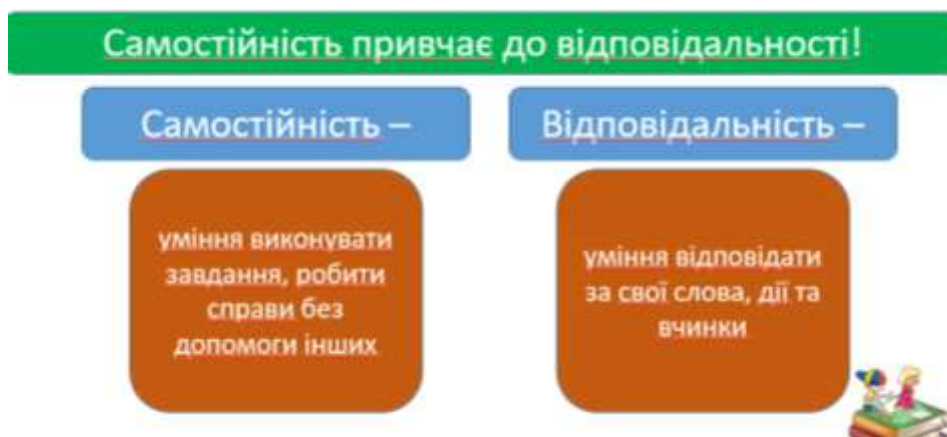 Самостійність привчає до відповідальності!
Самостійність –
Відповідальність –
уміння виконувати
завдання, робити
справи без
допомоги інших
уміння відповідати
за свої слова, дії та
вчинки